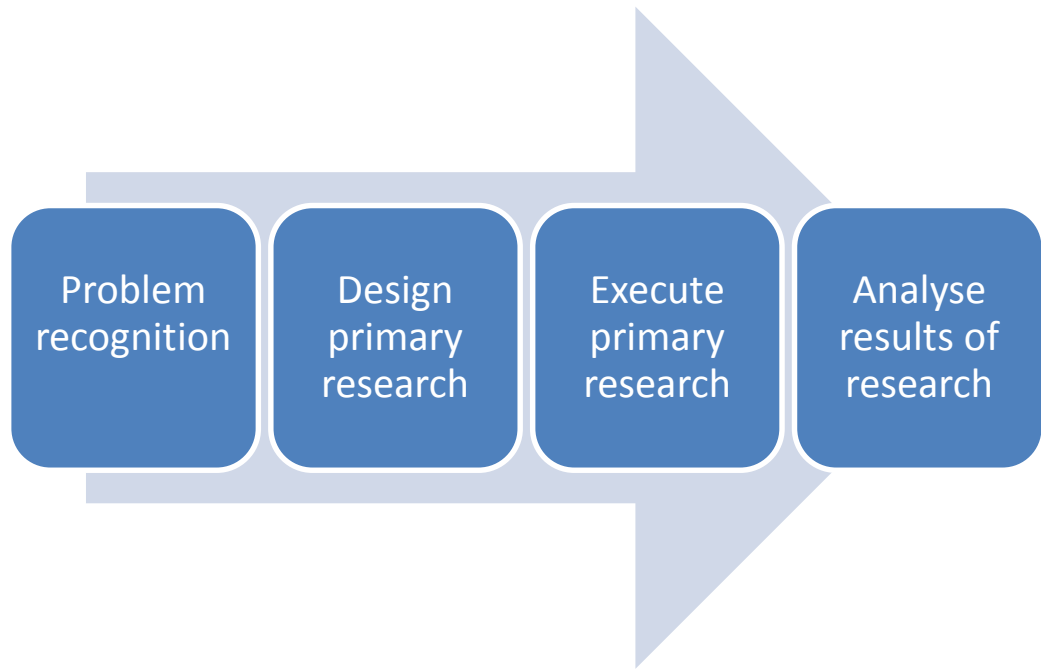 Problem
recognition
Design
primary
research
Execute
primary
research
Analyse
results of
research